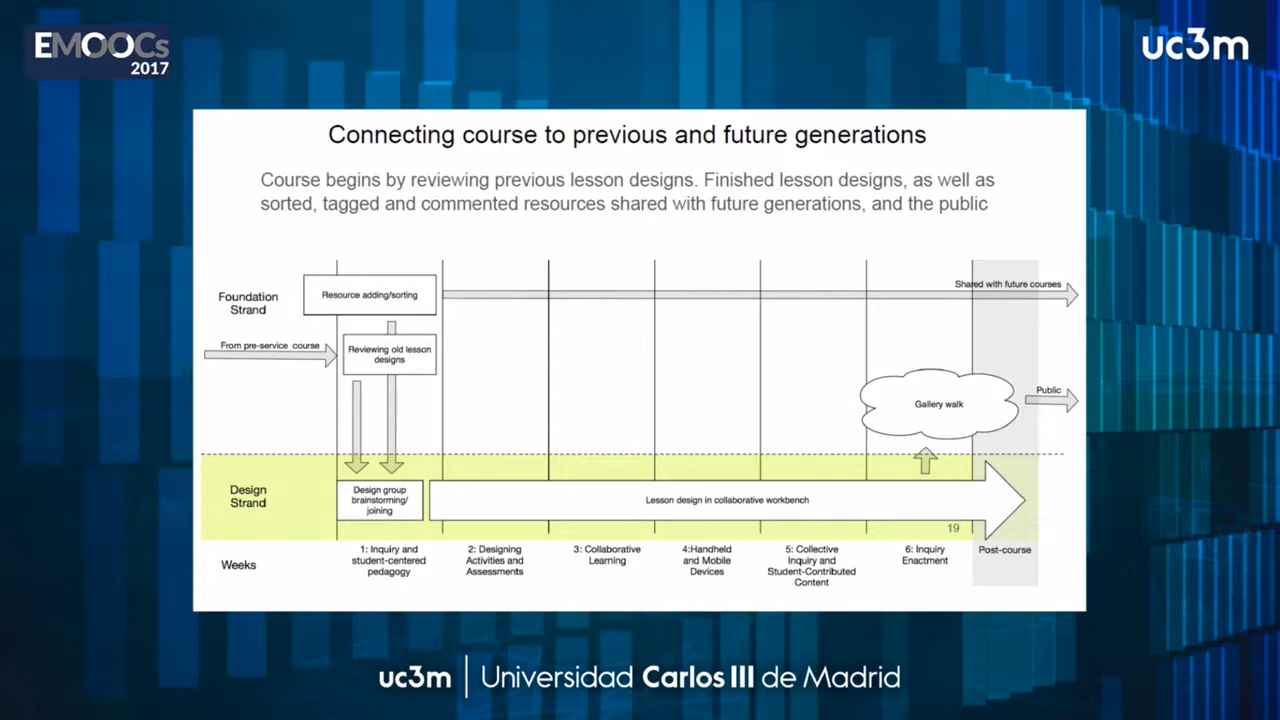 EMOOCs
2017
uc3m
Connecting course to previous and future generations
Course begins by reviewing previous lesson designs. Finished lesson designs, as well as
sorted, tagged and commented resources shared with future generations, and the public
Foundation
Strand
Resource adding/sorting
Shared with future courses
From pre-service course
Reviewing old lesson
designs
Gallery walk
Public
Design
Strand
Design group
brainstorming/
joining
Lesson design in collaborative workbench
19
Weeks
1: Inquiry and
student-centered
pedagogy
2: Designing
Activities and
Assessments
3: Collaborative
Learning
4:Handheld
and Mobile
Devices
5: Collective
Inquiry and
Student-Contributed
Content
6: Inquiry
Enactment
Post-course
uc3m | Universidad Carlos III de Madrid